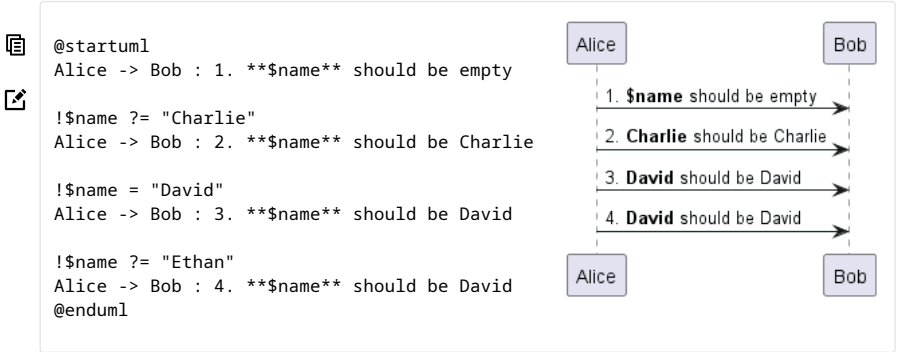 @startuml
Alice -> Bob : 1. **$name** should be empty
!$name ?= "Charlie"
Alice -> Bob : 2. **$name** should be Charlie
!$name = "David"
Alice -> Bob : 3. **$name** should be David
!$name ?= "Ethan"
Alice -> Bob : 4. **$name** should be David
@enduml
Alice Bob
1. $name should be empty
2. Charlie should be Charlie
3. David should be David
4. David should be David
Alice Bob